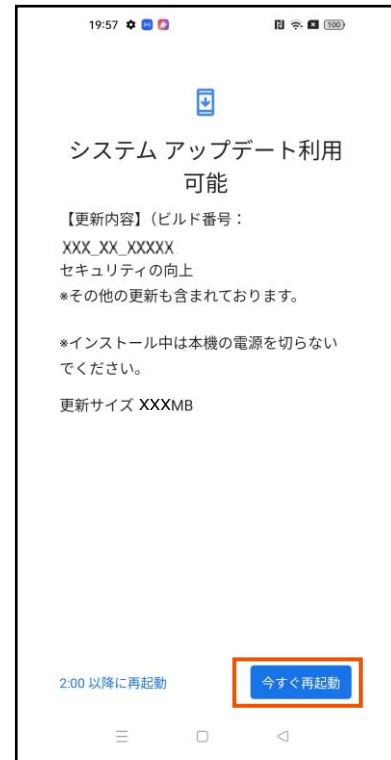 19:57
100
システム アップデート利用
可能
【更新内容】（ビルド番号：
XXX_XX_XXXXX
セキュリティの向上
*その他の更新も含まれております。
*インストール中は本機の電源を切らない
でください。
更新サイズ XXXMB
2:00 以降に再起動
今すぐ再起動